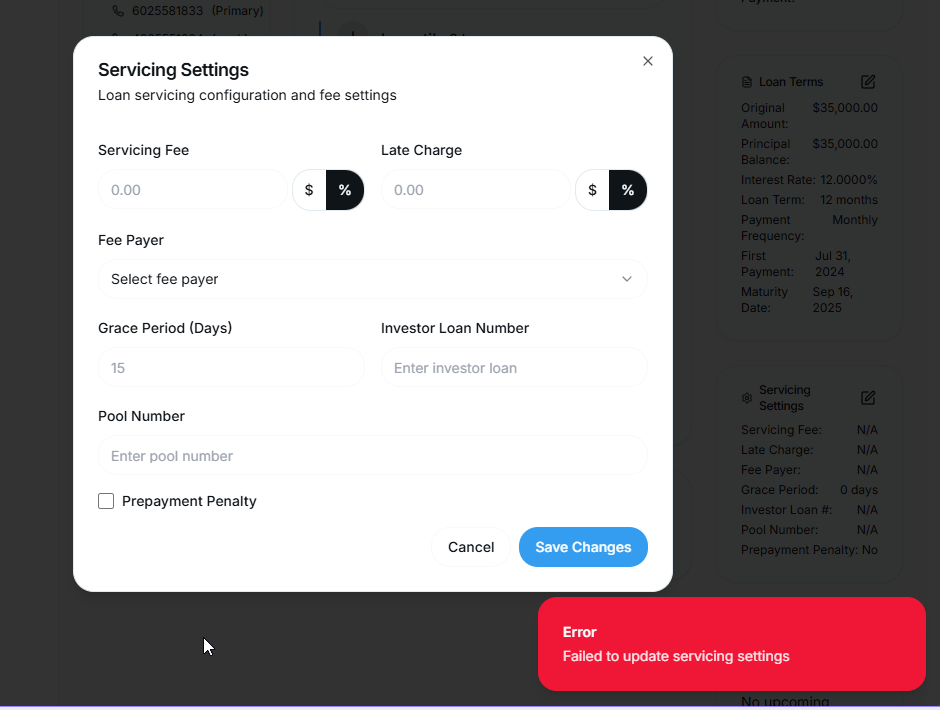 6025581833 (Primary)
Payment:
Servicing Settings
Loan servicing configuration and fee settings
Servicing Fee
Late Charge
0.00
$
%
0.00
$
%
Fee Payer
Select fee payer
Grace Period (Days)
Investor Loan Number
15
Enter investor loan
Pool Number
Enter pool number
Prepayment Penalty
Cancel
Save Changes
Loan Terms
Original Amount: $35,000.00
Principal Balance: $35,000.00
Interest Rate: 12.0000%
Loan Term: 12 months
Payment Frequency: Monthly
First Payment: Jul 31, 2024
Maturity Date: Sep 16, 2025
Servicing Settings
Servicing Fee: N/A
Late Charge: N/A
Fee Payer: N/A
Grace Period: 0 days
Investor Loan #: N/A
Pool Number: N/A
Prepayment Penalty: No
Error
Failed to update servicing settings
No upcoming